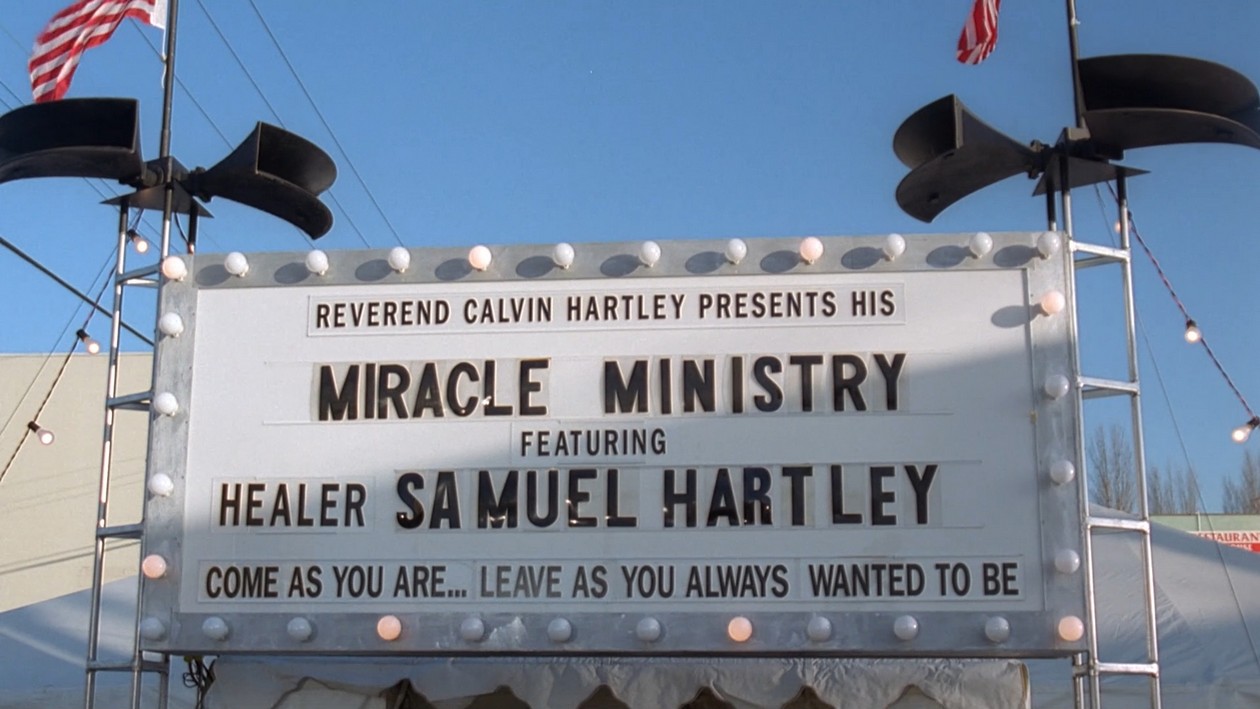 REVEREND CALVIN HARTLEY PRESENTS HIS
MIRACLE MINISTRY
FEATURING
HEALER SAMUEL HARTLEY
COME AS YOU ARE... LEAVE AS YOU ALWAYS WANTED TO BE